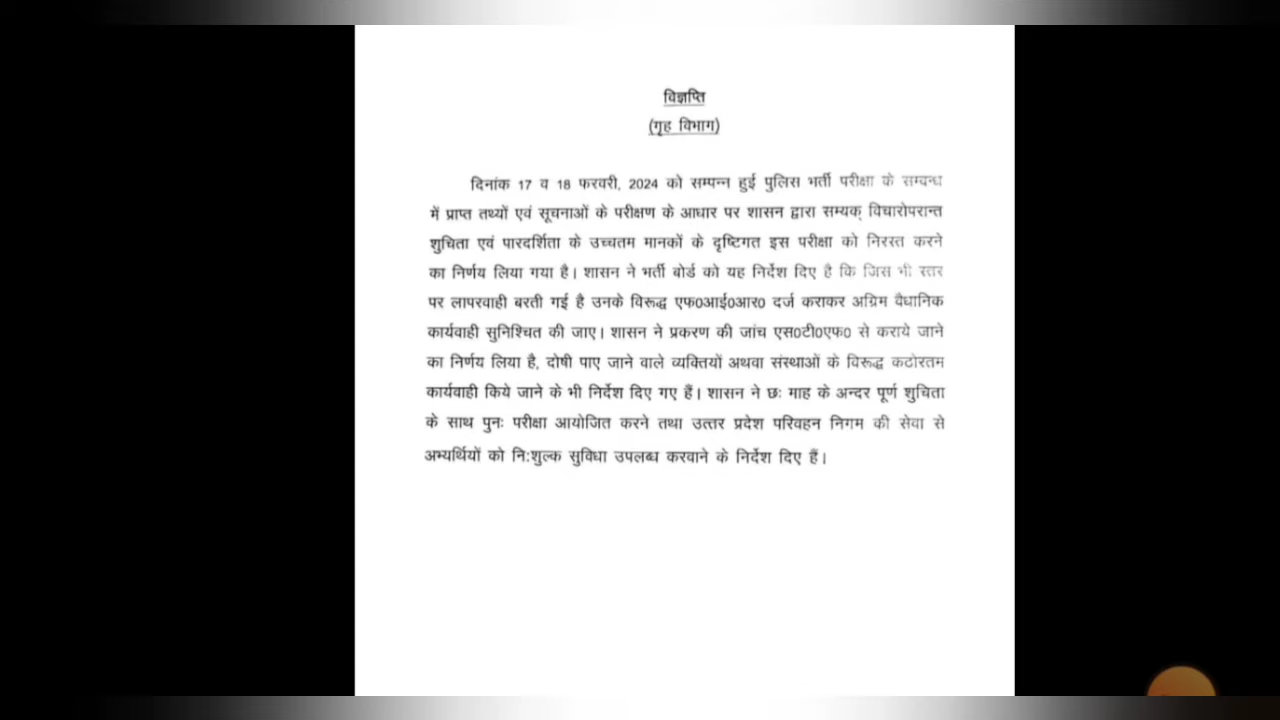 विज्ञप्ति
(गृह विभाग)
दिनांक 17 व 18 फरवरी, 2024 को सम्पन्न हुई पुलिस भर्ती परीक्षा के सम्बन्ध
में प्राप्त तथ्यों एवं सूचनाओं के परीक्षण के आधार पर शासन द्वारा सम्यक् विचारोपरान्त
शुचिता एवं पारदर्शिता के उच्चतम मानकों के दृष्टिगत इस परीक्षा को निरस्त करने
का निर्णय लिया गया है। शासन ने भर्ती बोर्ड को यह निर्देश दिए है कि जिस भी स्तर
पर लापरवाही बरती गई है उनके विरूद्ध एफ0आई0आर0 दर्ज कराकर अग्रिम वैधानिक
कार्यवाही सुनिश्चित की जाए। शासन ने प्रकरण की जांच एस0टी0एफ0 से कराये जाने
का निर्णय लिया है, दोषी पाए जाने वाले व्यक्तियों अथवा संस्थाओं के विरूद्ध कटोरतम
कार्यवाही किये जाने के भी निर्देश दिए गए हैं। शासन ने छः माह के अन्दर पूर्ण शुचिता
के साथ पुनः परीक्षा आयोजित करने तथा उत्तर प्रदेश परिवहन निगम की सेवा से
अभ्यर्थियों को नि:शुल्क सुविधा उपलब्ध करवाने के निर्देश दिए हैं।